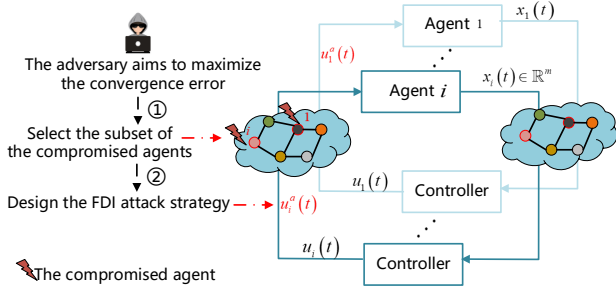 The adversary aims to maximize
the convergence error
①
Select the subset of
the compromised agents
②
Design the FDI attack strategy
The compromised agent
Agent 1
x₁(t)
u₁ᵃ(t)
Agent i
xᵢ(t) ∈ ℝᵐ
i
1
u₁(t)
Controller
uᵢᵃ(t)
uᵢ(t)
Controller